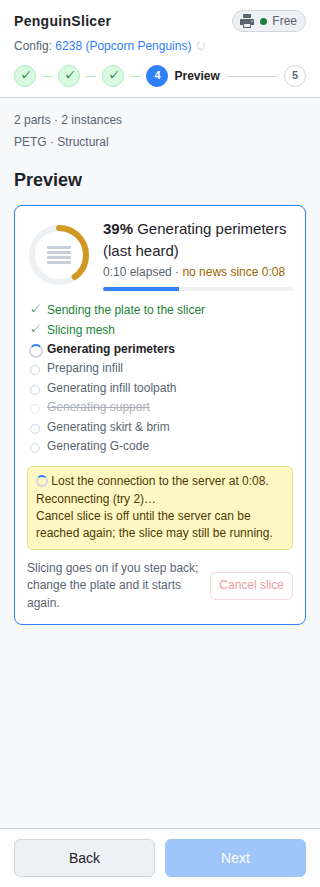 PenguinSlicer
Free
Config: 6238 (Popcorn Penguins)
4
Preview
5
2 parts · 2 instances
PETG · Structural
Preview
39% Generating perimeters
(last heard)
0:10 elapsed · no news since 0:08
Sending the plate to the slicer
Slicing mesh
Generating perimeters
Preparing infill
Generating infill toolpath
Generating support
Generating skirt & brim
Generating G-code
Lost the connection to the server at 0:08.
Reconnecting (try 2)…
Cancel slice is off until the server can be
reached again; the slice may still be running.
Slicing goes on if you step back;
change the plate and it starts
again.
Cancel slice
Back
Next